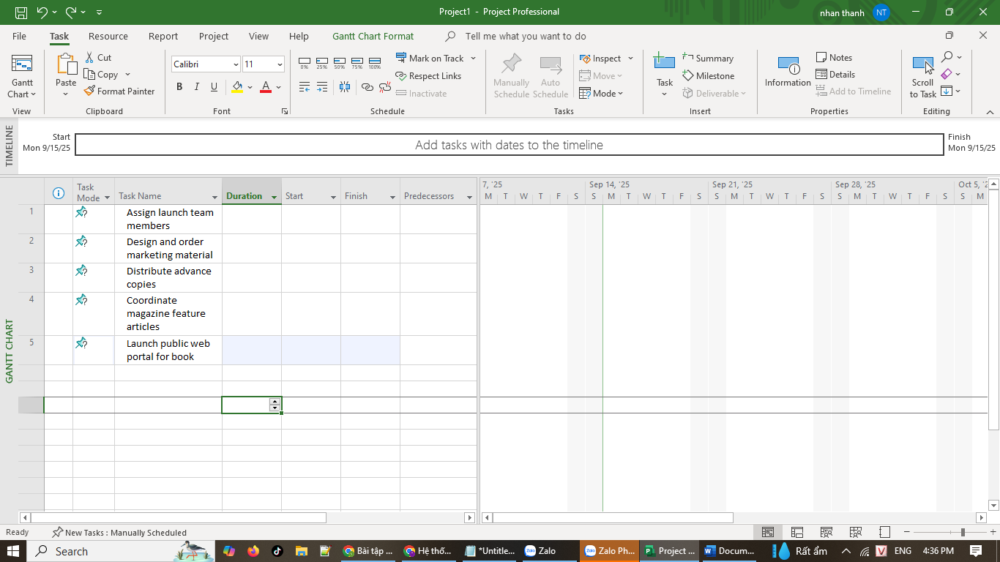 Project1 - Project Professional
nhan thanh NT
File Task Resource Report Project View Help Gantt Chart Format Tell me what you want to do
Gantt Chart
View
Paste
Cut
Copy
Format Painter
Clipboard
Calibri 11
B I U A
Font
0% 25% 50% 75% 100%
Mark on Track
Respect Links
Inactivate
Schedule
Manually Schedule
Auto Schedule
Inspect
Move
Mode
Tasks
Task
Summary
Milestone
Deliverable
Insert
Information
Notes
Details
Add to Timeline
Properties
Scroll to Task
Editing
TIMELINE
Start
Mon 9/15/25
Add tasks with dates to the timeline
Finish
Mon 9/15/25
GANTT CHART
Task Mode Task Name Duration Start Finish Predecessors
7, '25 Sep 14, '25 Sep 21, '25 Sep 28, '25 Oct 5, '2
M T W T F S S M T W T F S S M T W T F S S M T W T F S S M
1 Assign launch team
members
2 Design and order
marketing material
3 Distribute advance
copies
4 Coordinate
magazine feature
articles
5 Launch public web
portal for book
Ready New Tasks : Manually Scheduled
Search
Bài tập ...
Hệ thố...
*Untitle...
Zalo
Zalo Ph...
Project ...
Docum...
Rất ẩm
V
ENG
4:36 PM